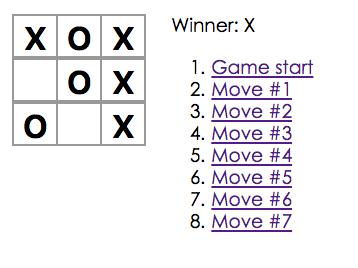 X O X
O X
O X
Winner: X
1. Game start
2. Move #1
3. Move #2
4. Move #3
5. Move #4
6. Move #5
7. Move #6
8. Move #7